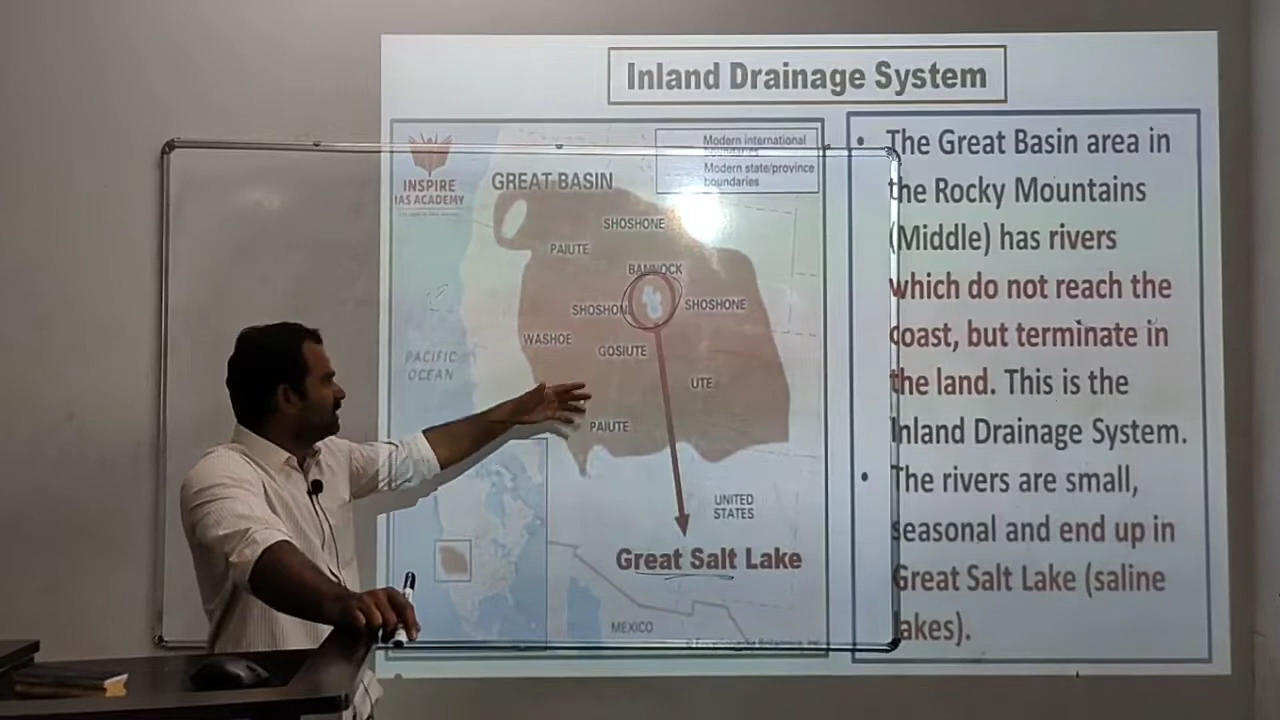 Inland Drainage System
INSPIRE
IAS ACADEMY
Modern international
boundaries
Modern state/province
boundaries
GREAT BASIN
SHOSHONE
PAIUTE
BANNOCK
SHOSHONE
SHOSHONE
WASHOE
GOSIUTE
PACIFIC
OCEAN
UTE
PAIUTE
UNITED
STATES
Great Salt Lake
MEXICO
• The Great Basin area in
the Rocky Mountains
(Middle) has rivers
which do not reach the
coast, but terminate in
the land. This is the
Inland Drainage System.
• The rivers are small,
seasonal and end up in
Great Salt Lake (saline
lakes).